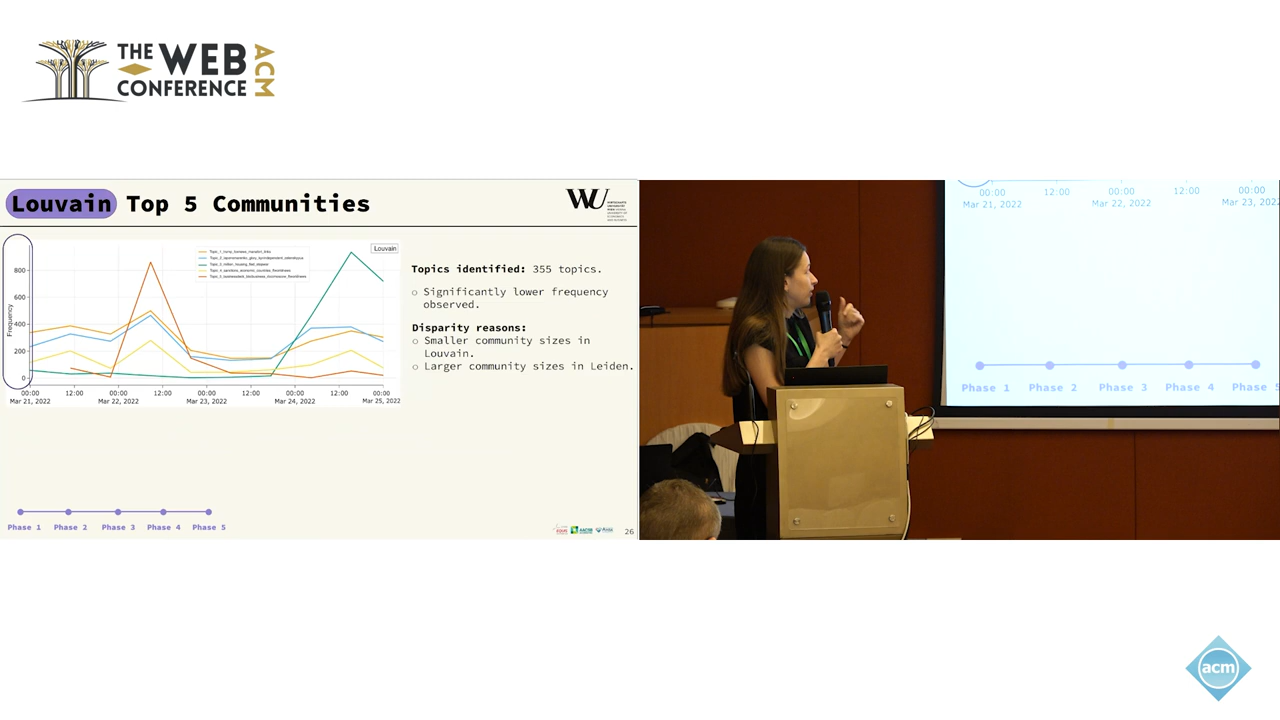 THE WEB
CONFERENCE
ACM
Louvain Top 5 Communities
WU
Louvain
800
600
400
200
0
Frequency
00:00 12:00 00:00 12:00 00:00 12:00 00:00 12:00 00:00
Mar 21, 2022 Mar 22, 2022 Mar 23, 2022 Mar 24, 2022 Mar 25, 2022
Topics identified: 355 topics.
○ Significantly lower frequency
observed.
Disparity reasons:
○ Smaller community sizes in
Louvain.
○ Larger community sizes in Leiden.
Phase 1 Phase 2 Phase 3 Phase 4 Phase 5
26
00:00 12:00 00:00 12:00 00:00
Mar 21, 2022 Mar 22, 2022 Mar 23, 202
Phase 1 Phase 2 Phase 3 Phase 4 Phase 5
acm